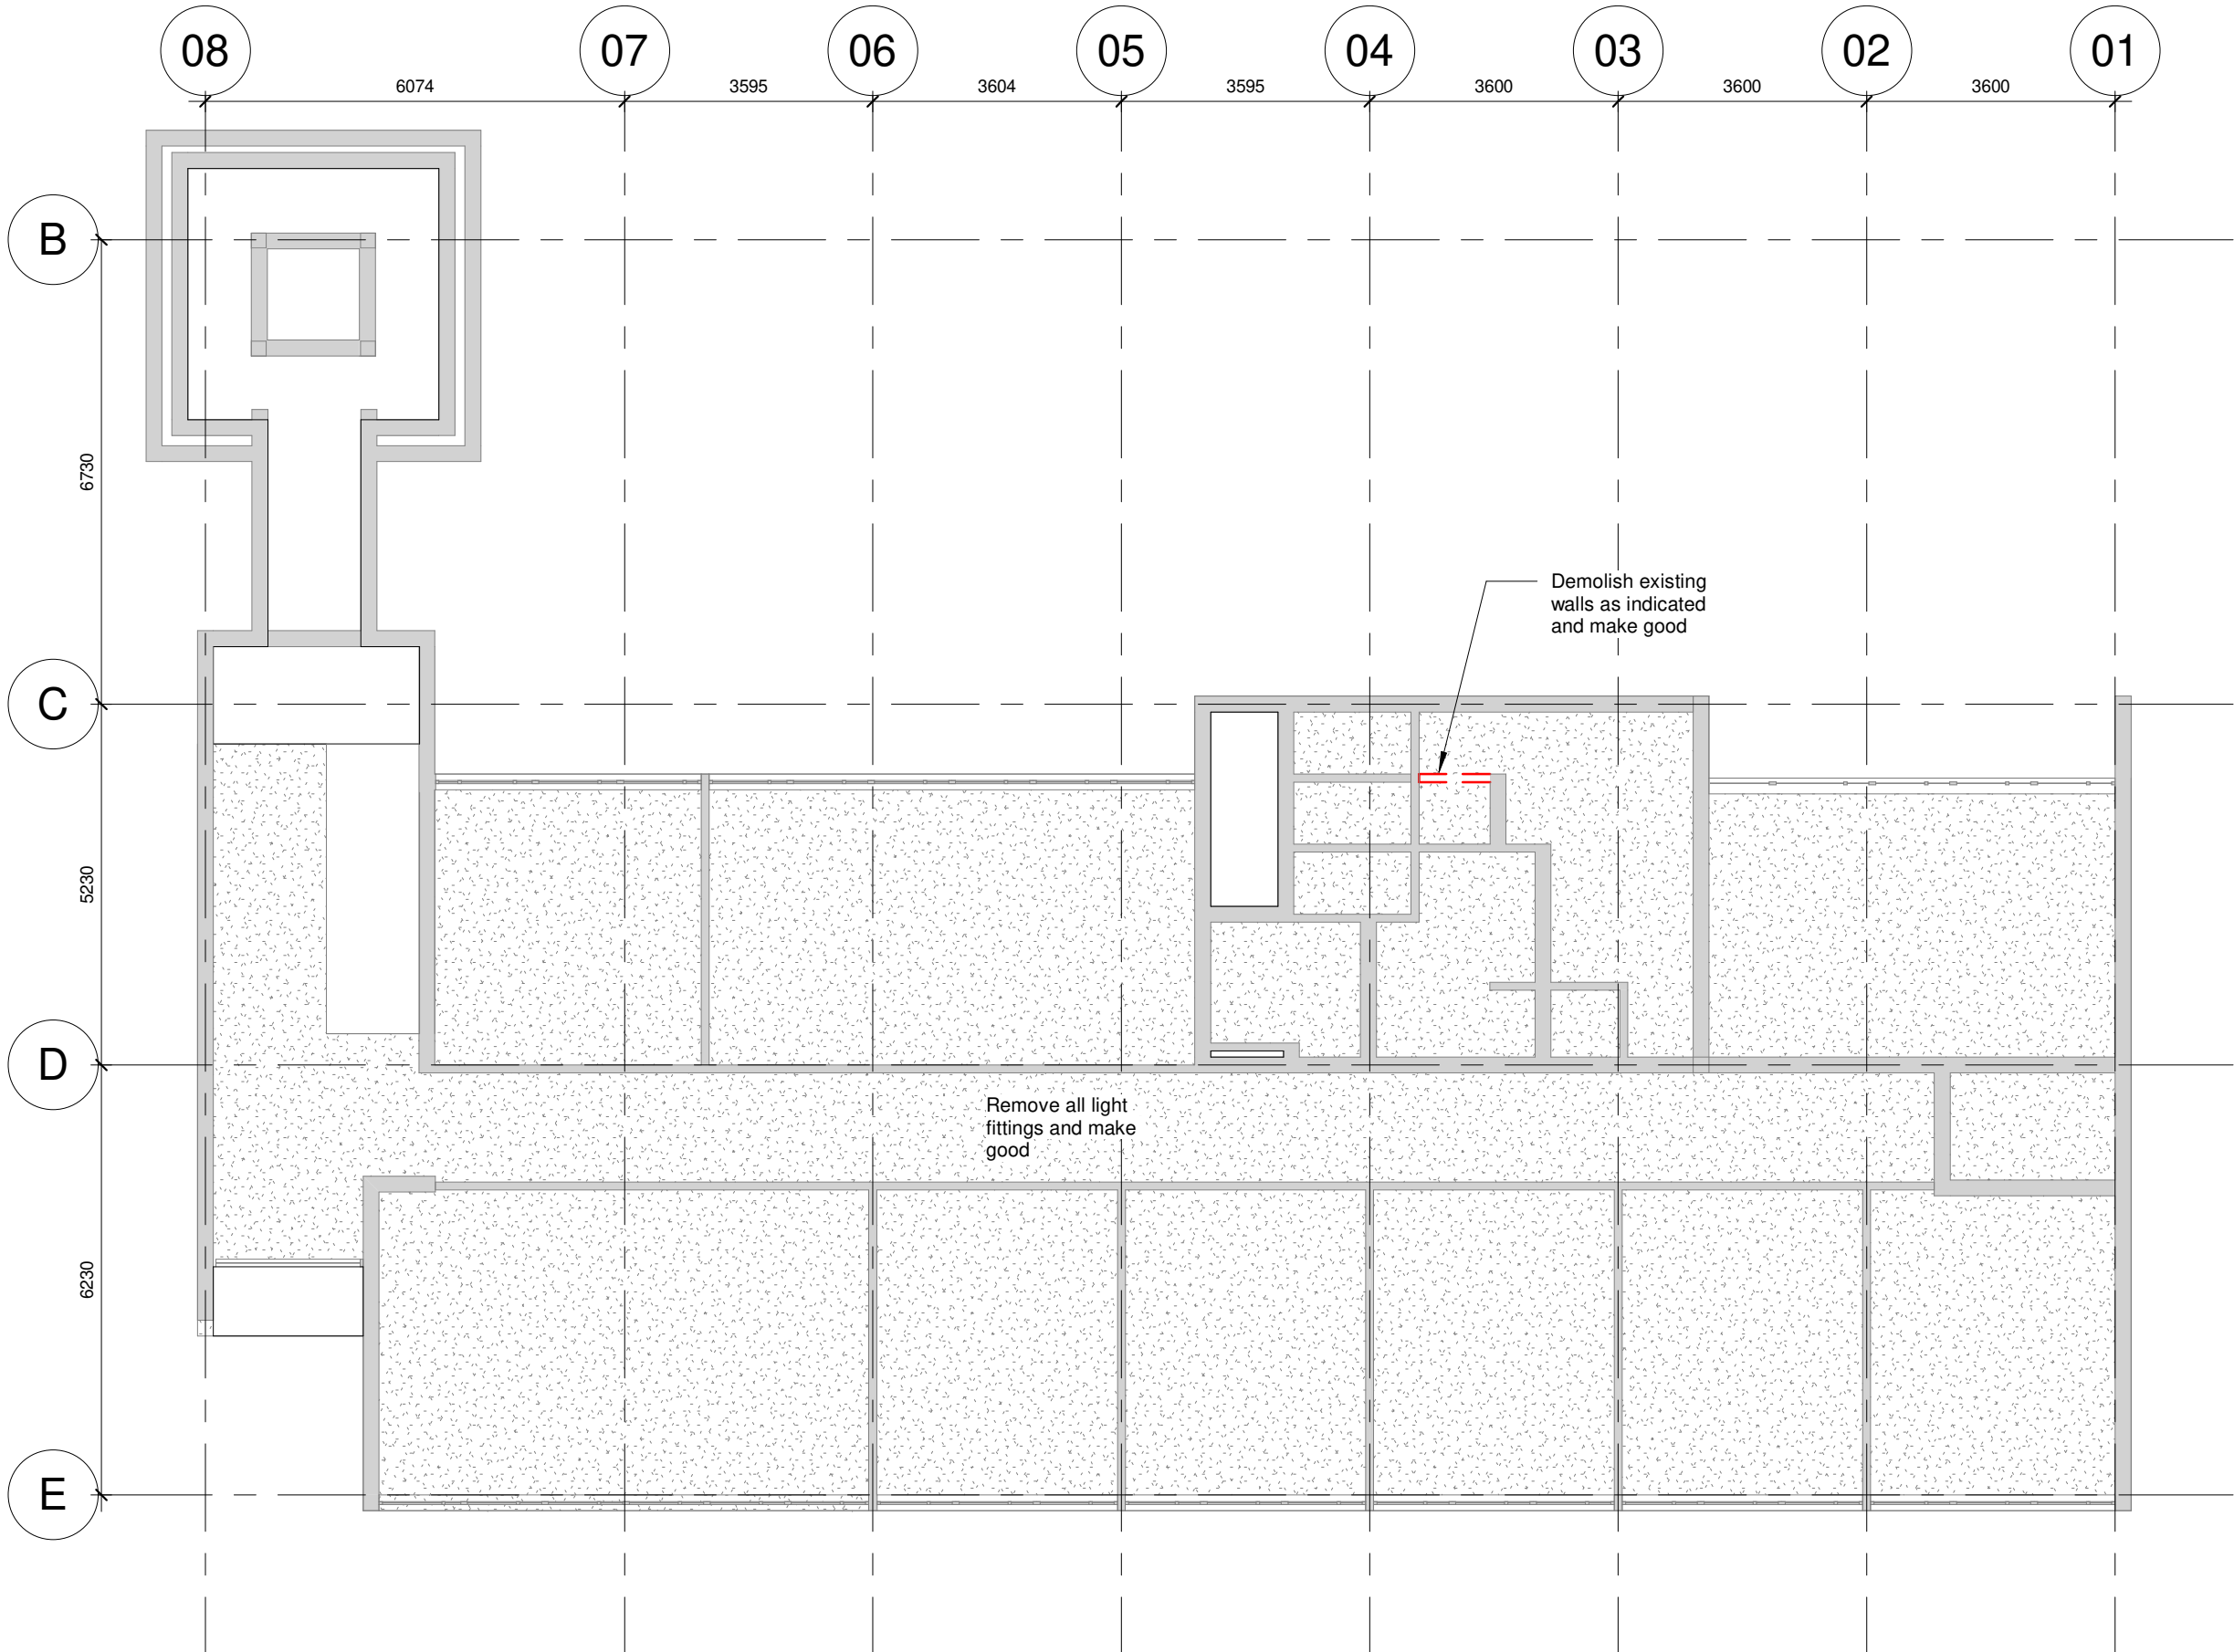 08 07 06 05 04 03 02 01
6074 3595 3604 3595 3600 3600 3600
B
6730
Demolish existing
walls as indicated
and make good
C
5230
D
Remove all light
fittings and make
good
6230
E